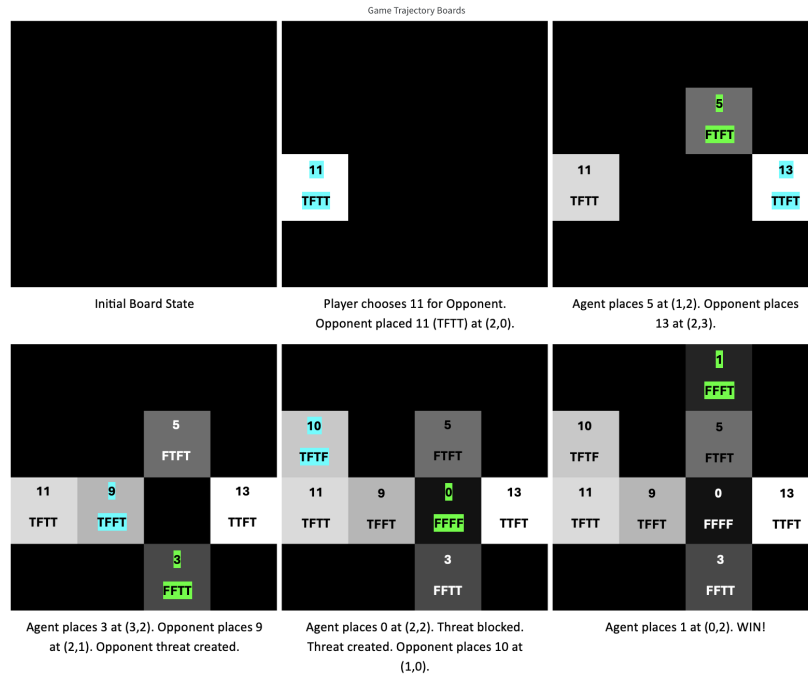 Game Trajectory Boards
Initial Board State
11
TFTT
Player chooses 11 for Opponent.
Opponent placed 11 (TFTT) at (2,0).
5
FTFT
11
13
TFTT
TTFT
Agent places 5 at (1,2). Opponent places
13 at (2,3).
5
FTFT
11
9
13
TFTT
TFFT
TTFT
3
FFTT
Agent places 3 at (3,2). Opponent places 9
at (2,1). Opponent threat created.
10
5
TFTF
FTFT
11
9
0
13
TFTT
TFFT
FFFF
TTFT
3
FFTT
Agent places 0 at (2,2). Threat blocked.
Threat created. Opponent places 10 at
(1,0).
1
FFFT
10
5
TFTF
FTFT
11
9
0
13
TFTT
TFFT
FFFF
TTFT
3
FFTT
Agent places 1 at (0,2). WIN!